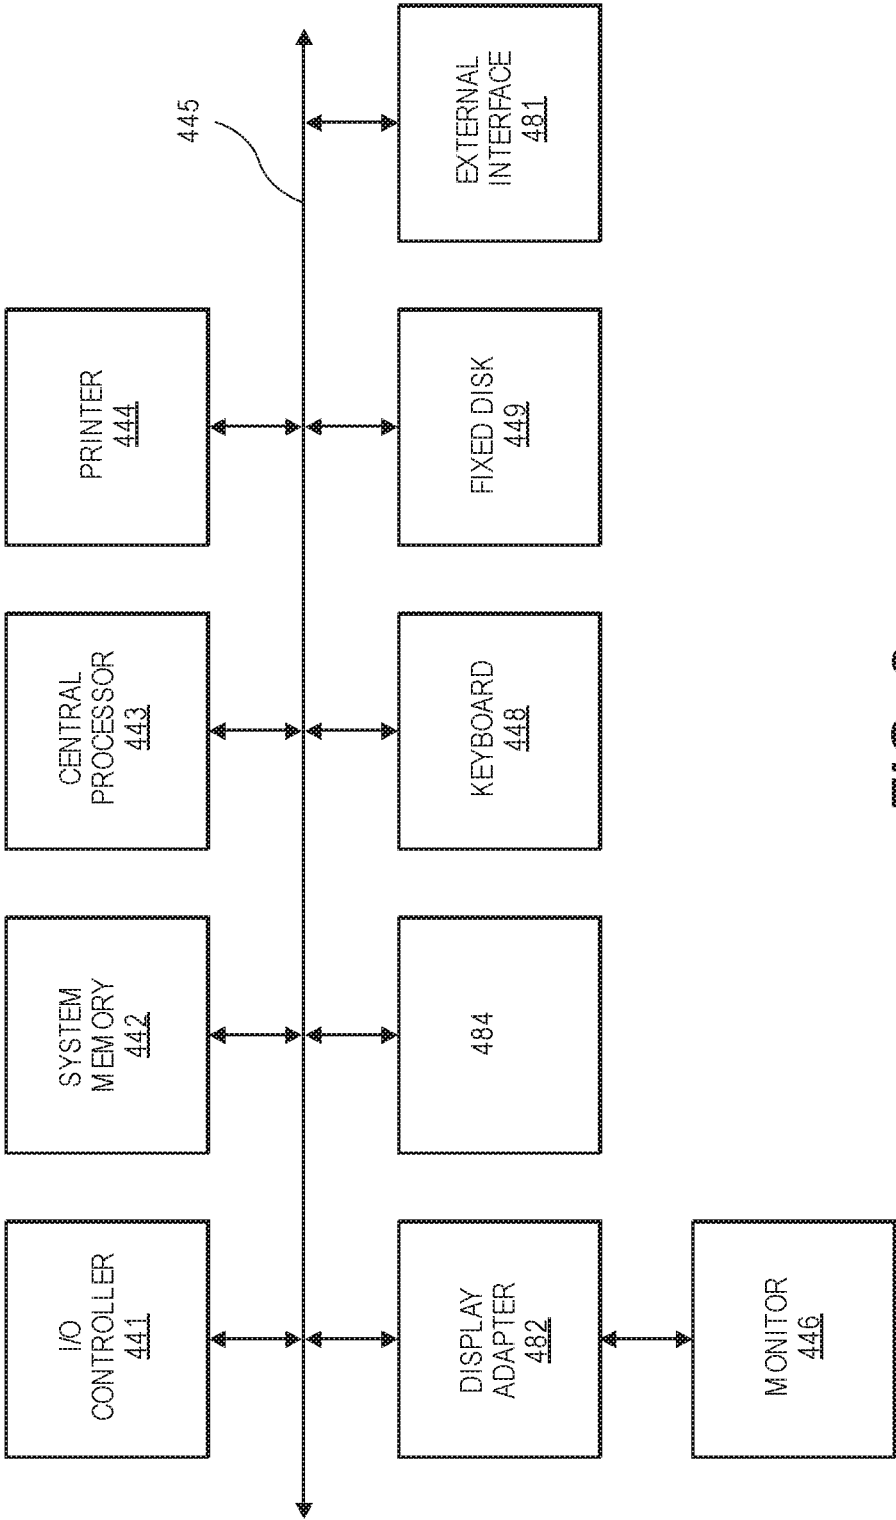 I/O
CONTROLLER
441
SYSTEM
MEMORY
442
CENTRAL
PROCESSOR
443
PRINTER
444
445
DISPLAY
ADAPTER
482
484
KEYBOARD
448
FIXED DISK
449
EXTERNAL
INTERFACE
481
MONITOR
446